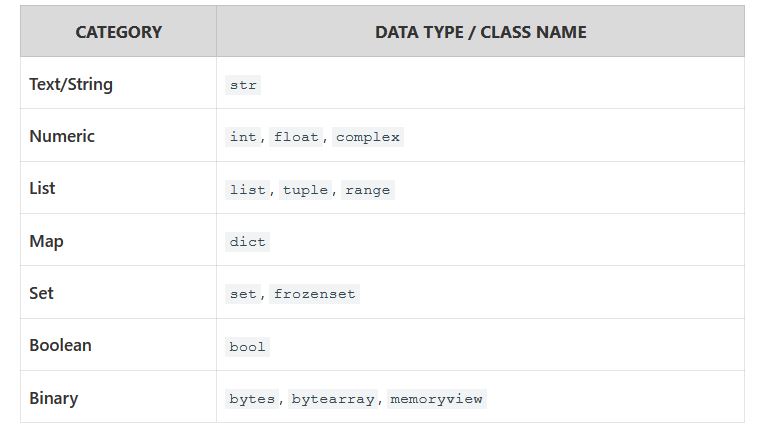 CATEGORY DATA TYPE / CLASS NAME
Text/String str
Numeric int, float, complex
List list, tuple, range
Map dict
Set set, frozenset
Boolean bool
Binary bytes, bytearray, memoryview